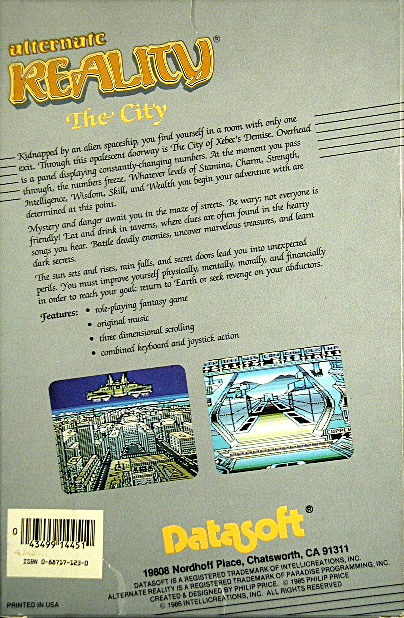 alternate
REALITY®
The City
Kidnapped by an alien spaceship, you find yourself in a room with only one
exit. Through this opalescent doorway is The City of Xebec's Demise. Overhead
is a panel displaying constantly-changing numbers. At the moment you pass
through, the numbers freeze. Whatever levels of Stamina, Charm, Strength,
Intelligence, Wisdom, Skill, and Wealth you begin your adventure with are
determined at this point.
Mystery and danger await you in the maze of streets. Be wary; not everyone is
friendly! Eat and drink in taverns, where clues are often found in the hearty
songs you hear. Battle deadly enemies, uncover marvelous treasures, and learn
dark secrets.
The sun sets and rises, rain falls, and secret doors lead you into unexpected
perils. You must improve yourself physically, mentally, morally, and financially
in order to reach your goal: return to Earth or seek revenge on your abductors.
Features: • role-playing fantasy game
• original music
• three dimensional scrolling
• combined keyboard and joystick action
Datasoft®
19808 Nordhoff Place, Chatsworth, CA 91311
DATASOFT IS A REGISTERED TRADEMARK OF INTELLICREATIONS, INC.
ALTERNATE REALITY IS A REGISTERED TRADEMARK OF PARADISE PROGRAMMING, INC.
CREATED & DESIGNED BY PHILIP PRICE. © 1985 PHILIP PRICE
© 1986 INTELLICREATIONS, INC. ALL RIGHTS RESERVED
0 43499 14451
ISBN 0-88717-123-0
PRINTED IN USA